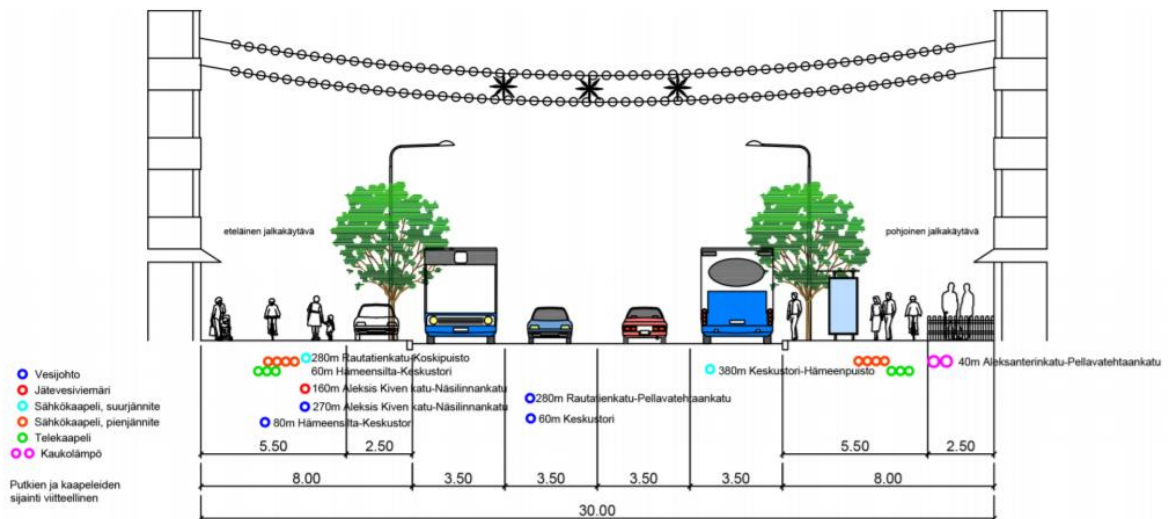 eteläinen jalkakäytävä
pohjoinen jalkakäytävä
280m Rautatienkatu-Koskipuisto
60m Hämeensilta-Keskustori
160m Aleksis Kiven katu-Näsilinnankatu
270m Aleksis Kiven katu-Näsilinnankatu
80m Hämeensilta-Keskustor
280m Rautatienkatu-Pellavatehtaankatu
60m Keskustori
380m Keskustori-Hämeenpuisto
40m Aleksanterinkatu-Pellavatehtaankatu
Vesijohto
Jätevesiviemäri
Sähkökaapeli, suurjännite
Sähkökaapeli, pienjännite
Telekaapeli
Kaukolämpö
Putkien ja kaapeleiden
sijainti viitteellinen
5.50 2.50 5.50 2.50
8.00 3.50 3.50 3.50 3.50 8.00
30.00